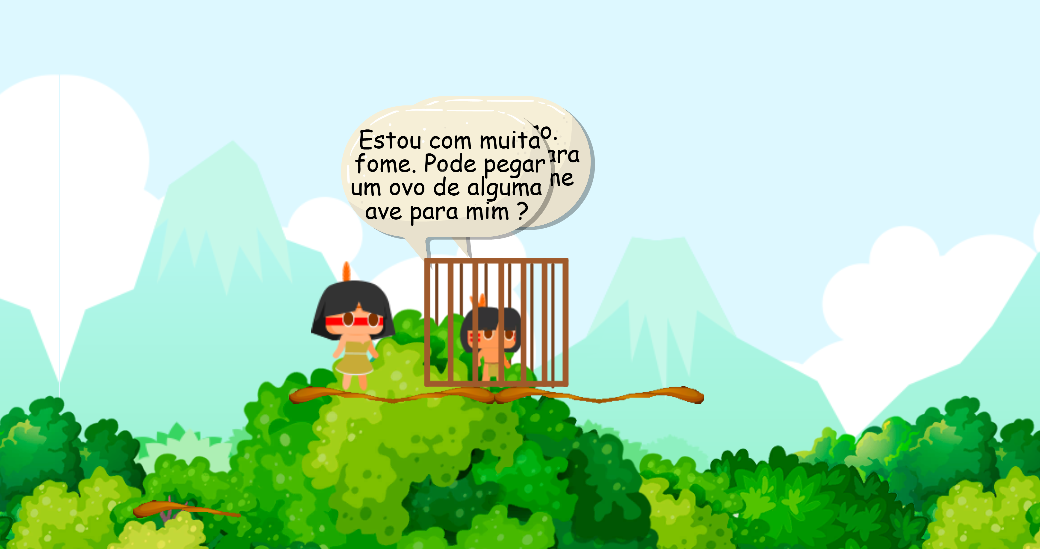 Estou com muita
fome. Pode pegar
um ovo de alguma
ave para mim ?